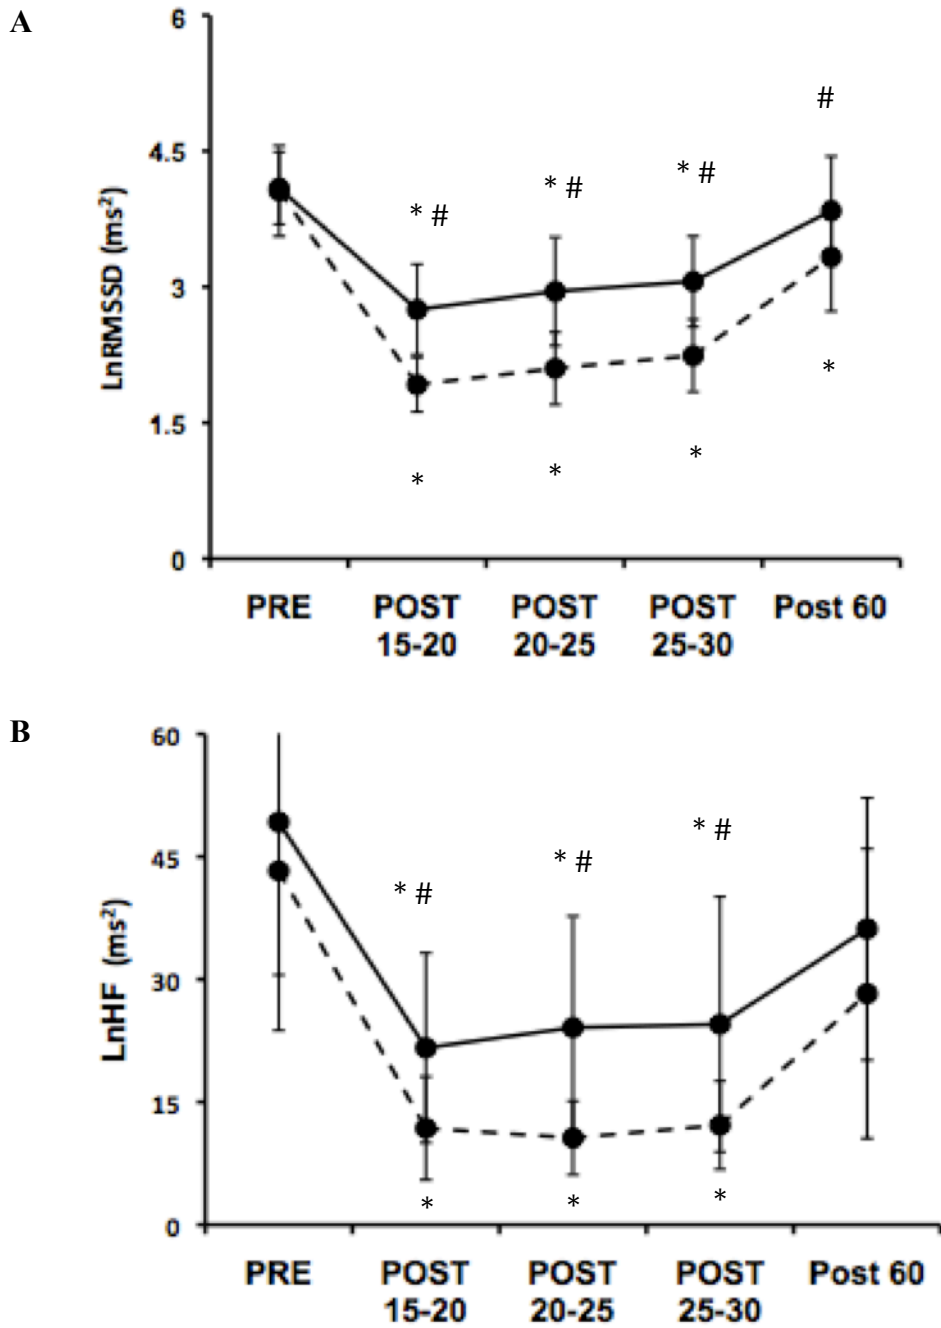 A
6
4.5
3
1.5
0
LnRMSSD (ms²)
* #
* #
* #
#
*
*
*
*
PRE
POST
15-20
POST
20-25
POST
25-30
Post 60
B
60
45
30
15
0
LnHF (ms²)
* #
* #
* #
*
*
*
PRE
POST
15-20
POST
20-25
POST
25-30
Post 60